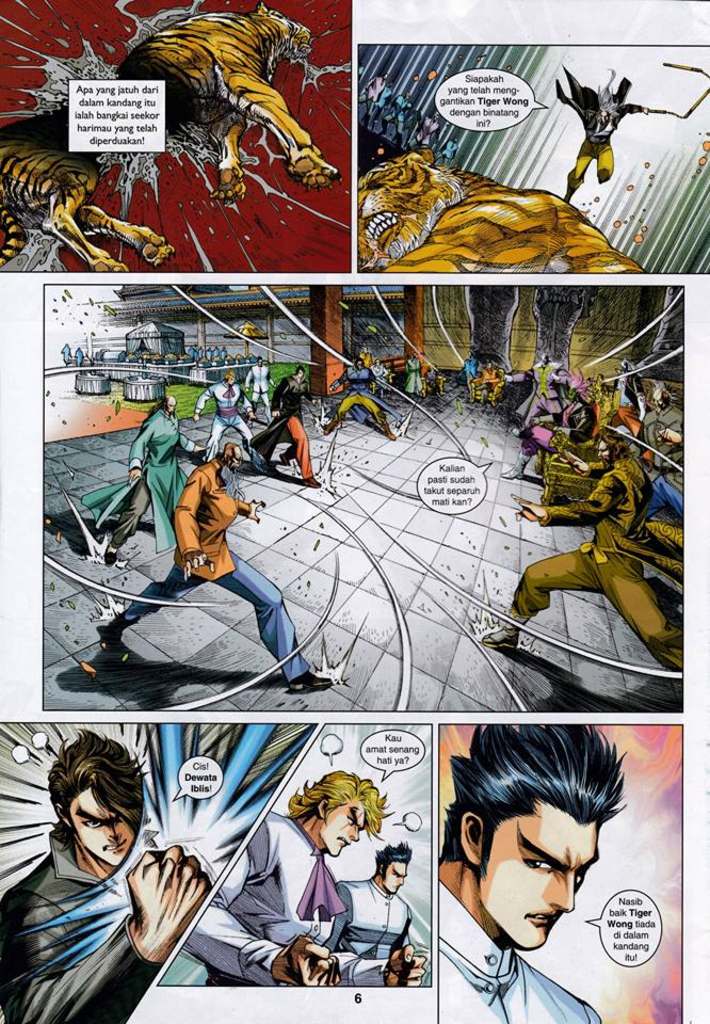 Apa yang jatuh dari
dalam kandang itu
ialah seekor
harimau yang telah
diperduakan!
Siapakah
yang telah meng-
gantikan Tiger Wong
dengan binatang
ini?
Kalian
pasti sudah
takut separuh
mati kan?
Cis!
Dewata
Iblis!
Kau
amat senang
hati ya?
Nasib
baik Tiger
Wong tiada
di dalam
kandang
itu!
6